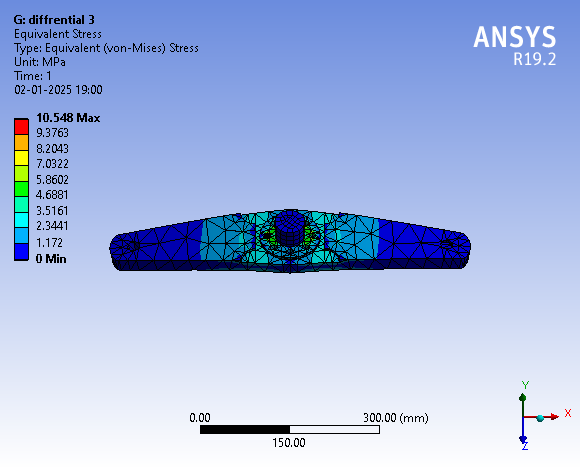 G: diffrential 3
Equivalent Stress
Type: Equivalent (von-Mises) Stress
Unit: MPa
Time: 1
02-01-2025 19:00
ANSYS
R19.2
10.548 Max
9.3763
8.2043
7.0322
5.8602
4.6881
3.5161
2.3441
1.172
0 Min
0.00
300.00 (mm)
150.00
Y
X
Z